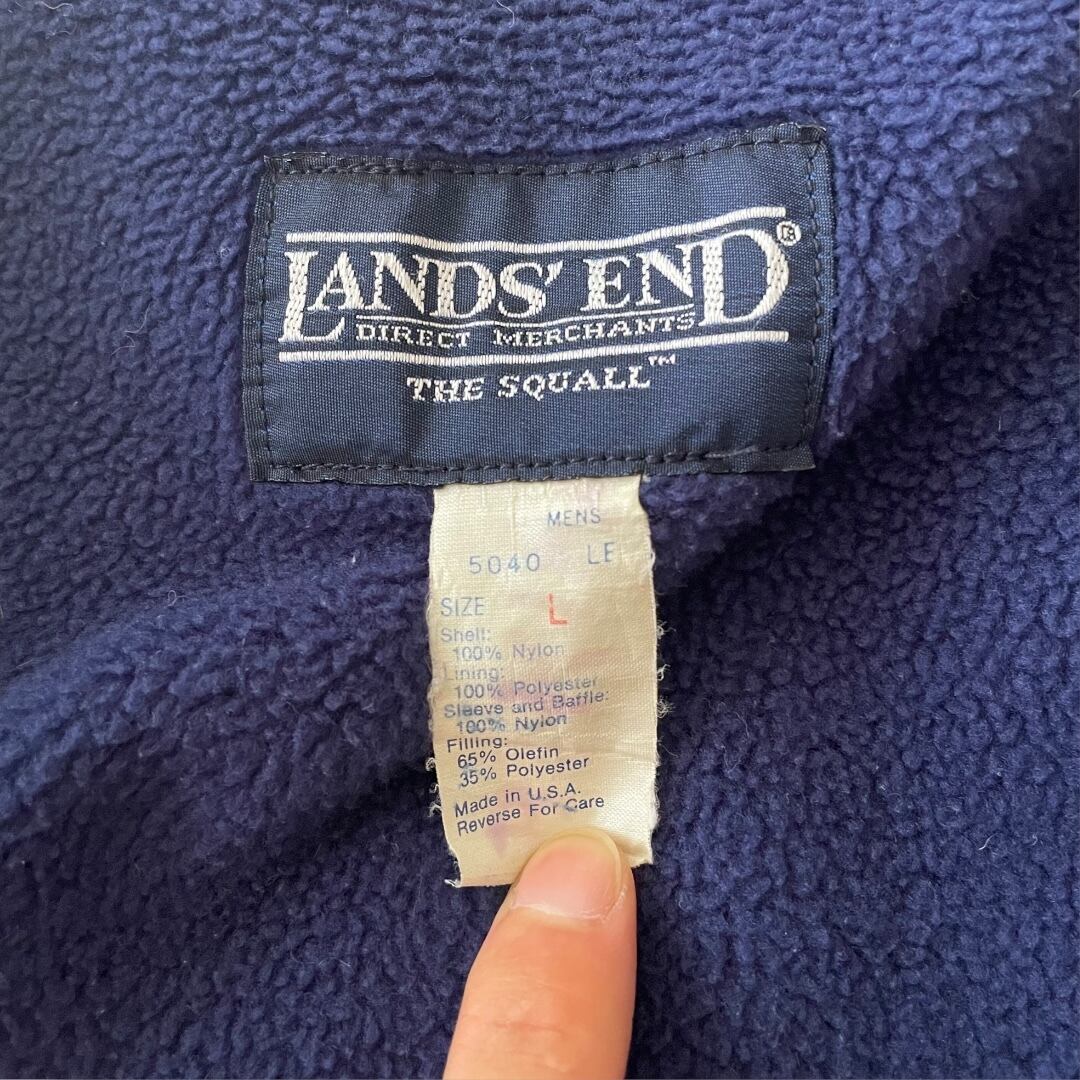 LANDS' END®
DIRECT MERCHANTS
THE SQUALL™
MENS
5040 LE
SIZE L
Shell:
100% Nylon
Lining:
100% Polyester
Sleeve and Baffle:
100% Nylon
Filling:
65% Olefin
35% Polyester
Made in U.S.A.
Reverse For Care